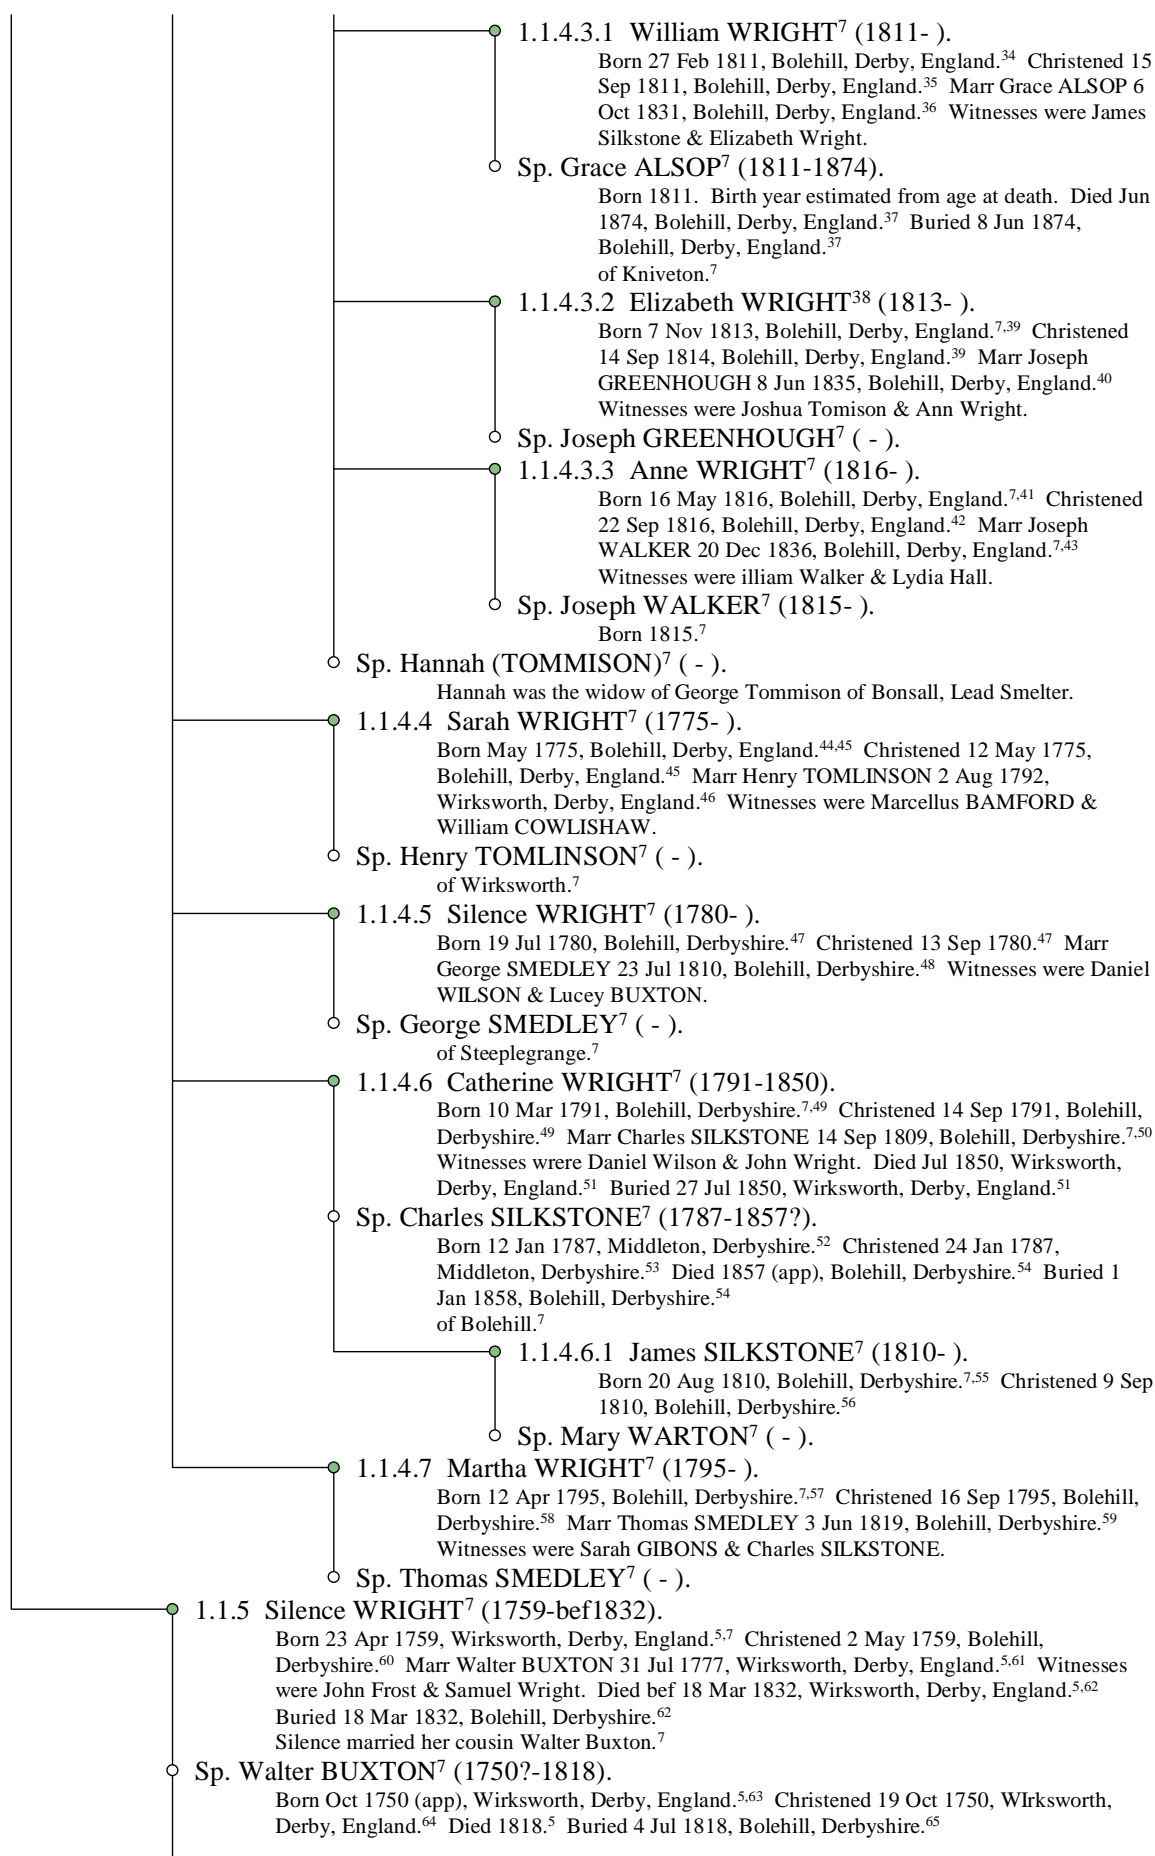 1.1.4.3.1 William WRIGHT7 (1811- ).
Born 27 Feb 1811, Bolehill, Derby, England.34 Christened 15
Sep 1811, Bolehill, Derby, England.35 Marr Grace ALSOP 6
Oct 1831, Bolehill, Derby, England.36 Witnesses were James
Silkstone & Elizabeth Wright.
Sp. Grace ALSOP7 (1811-1874).
Born 1811. Birth year estimated from age at death. Died Jun
1874, Bolehill, Derby, England.37 Buried 8 Jun 1874,
Bolehill, Derby, England.37
of Kniveton.7
1.1.4.3.2 Elizabeth WRIGHT38 (1813- ).
Born 7 Nov 1813, Bolehill, Derby, England.7,39 Christened
14 Sep 1814, Bolehill, Derby, England.39 Marr Joseph
GREENHOUGH 8 Jun 1835, Bolehill, Derby, England.40
Witnesses were Joshua Tomison & Ann Wright.
Sp. Joseph GREENHOUGH7 ( - ).
1.1.4.3.3 Anne WRIGHT7 (1816- ).
Born 16 May 1816, Bolehill, Derby, England.7,41 Christened
22 Sep 1816, Bolehill, Derby, England.42 Marr Joseph
WALKER 20 Dec 1836, Bolehill, Derby, England.7,43
Witnesses were illiam Walker & Lydia Hall.
Sp. Joseph WALKER7 (1815- ).
Born 1815.7
Sp. Hannah (TOMMISON)7 ( - ).
Hannah was the widow of George Tommison of Bonsall, Lead Smelter.
1.1.4.4 Sarah WRIGHT7 (1775- ).
Born May 1775, Bolehill, Derby, England.44,45 Christened 12 May 1775,
Bolehill, Derby, England.45 Marr Henry TOMLINSON 2 Aug 1792,
Wirksworth, Derby, England.46 Witnesses were Marcellus BAMFORD &
William COWLISHAW.
Sp. Henry TOMLINSON7 ( - ).
of Wirksworth.7
1.1.4.5 Silence WRIGHT7 (1780- ).
Born 19 Jul 1780, Bolehill, Derbyshire.47 Christened 13 Sep 1780.47 Marr
George SMEDLEY 23 Jul 1810, Bolehill, Derbyshire.48 Witnesses were Daniel
WILSON & Lucey BUXTON.
Sp. George SMEDLEY7 ( - ).
of Steeplegrange.7
1.1.4.6 Catherine WRIGHT7 (1791-1850).
Born 10 Mar 1791, Bolehill, Derbyshire.7,49 Christened 14 Sep 1791, Bolehill,
Derbyshire.49 Marr Charles SILKSTONE 14 Sep 1809, Bolehill, Derbyshire.7,50
Witnesses wrere Daniel Wilson & John Wright. Died Jul 1850, Wirksworth,
Derby, England.51 Buried 27 Jul 1850, Wirksworth, Derby, England.51
Sp. Charles SILKSTONE7 (1787-1857?).
Born 12 Jan 1787, Middleton, Derbyshire.52 Christened 24 Jan 1787,
Middleton, Derbyshire.53 Died 1857 (app), Bolehill, Derbyshire.54 Buried 1
Jan 1858, Bolehill, Derbyshire.54
of Bolehill.7
1.1.4.6.1 James SILKSTONE7 (1810- ).
Born 20 Aug 1810, Bolehill, Derbyshire.7,55 Christened 9 Sep
1810, Bolehill, Derbyshire.56
Sp. Mary WARTON7 ( - ).
1.1.4.7 Martha WRIGHT7 (1795- ).
Born 12 Apr 1795, Bolehill, Derbyshire.7,57 Christened 16 Sep 1795, Bolehill,
Derbyshire.58 Marr Thomas SMEDLEY 3 Jun 1819, Bolehill, Derbyshire.59
Witnesses were Sarah GIBONS & Charles SILKSTONE.
Sp. Thomas SMEDLEY7 ( - ).
1.1.5 Silence WRIGHT7 (1759-bef1832).
Born 23 Apr 1759, Wirksworth, Derby, England.5,7 Christened 2 May 1759, Bolehill,
Derbyshire.60 Marr Walter BUXTON 31 Jul 1777, Wirksworth, Derby, England.5,61 Witnesses
were John Frost & Samuel Wright. Died bef 18 Mar 1832, Wirksworth, Derby, England.5,62
Buried 18 Mar 1832, Bolehill, Derbyshire.62
Silence married her cousin Walter Buxton.7
Sp. Walter BUXTON7 (1750?-1818).
Born Oct 1750 (app), Wirksworth, Derby, England.5,63 Christened 19 Oct 1750, WIrksworth,
Derby, England.64 Died 1818.5 Buried 4 Jul 1818, Bolehill, Derbyshire.65